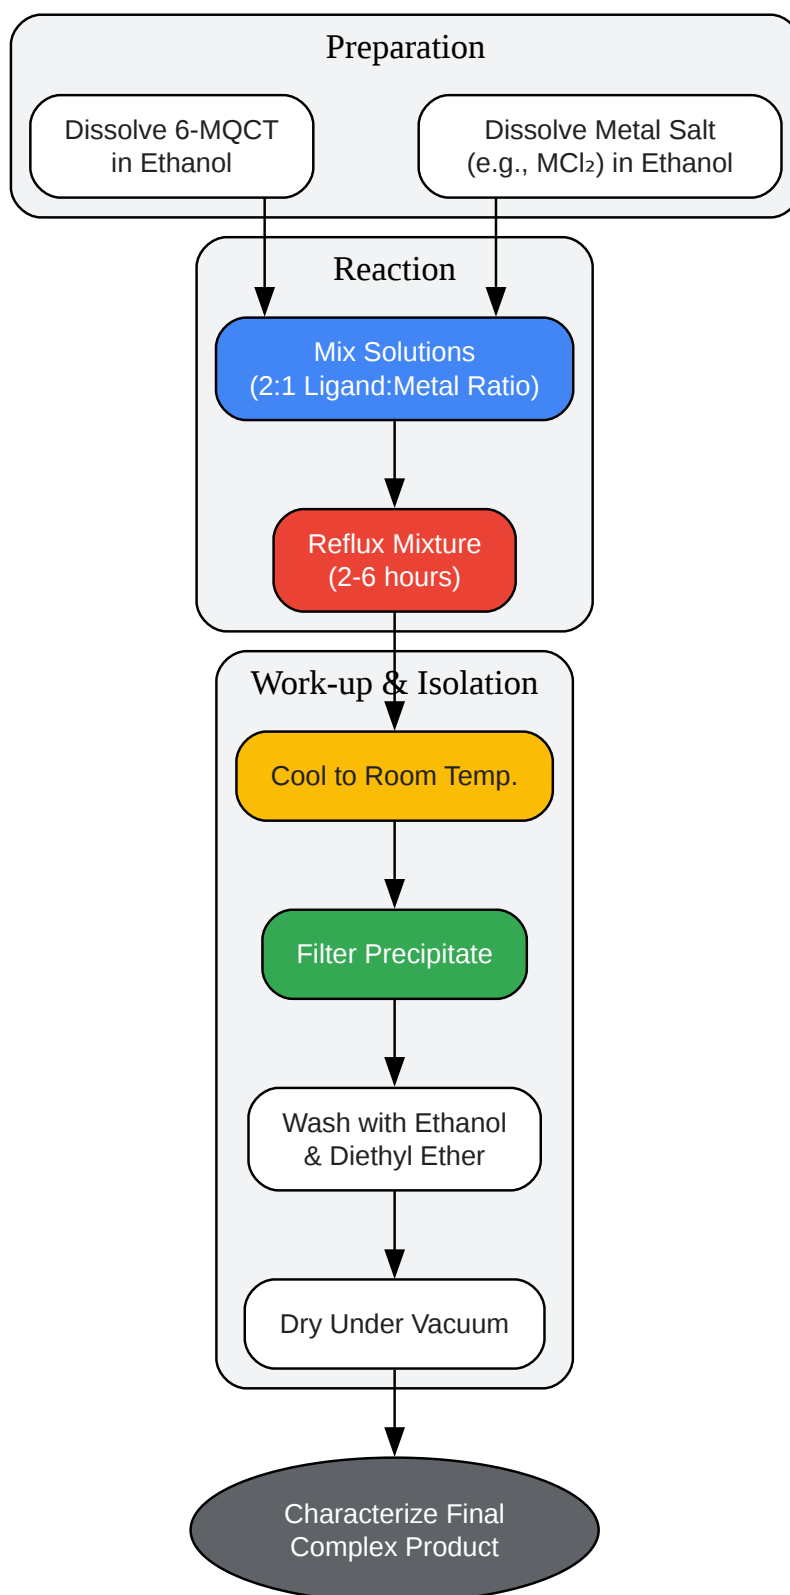 Preparation
Dissolve 6-MQCT
in Ethanol
Dissolve Metal Salt
(e.g., MCl₂) in Ethanol
Reaction
Mix Solutions
(2:1 Ligand:Metal Ratio)
Reflux Mixture
(2-6 hours)
Work-up & Isolation
Cool to Room Temp.
Filter Precipitate
Wash with Ethanol
& Diethyl Ether
Dry Under Vacuum
Characterize Final
Complex Product